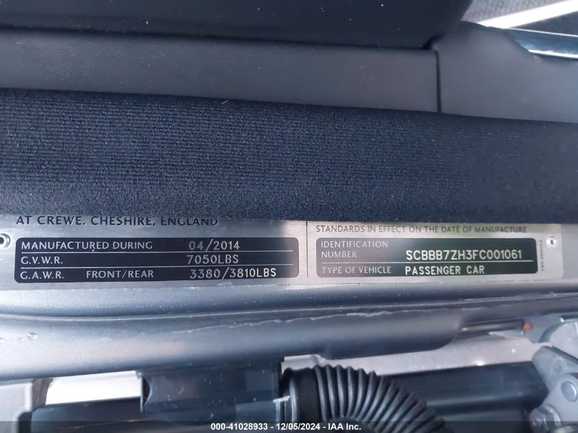 AT CREWE, CHESHIRE, ENGLAND
MANUFACTURED DURING 04/2014
G.V.W.R. 7050LBS
G.A.W.R. FRONT/REAR 3380/3810LBS
STANDARDS IN EFFECT ON THE DATE OF MANUFACTURE
IDENTIFICATION NUMBER SCBBB7ZH3FC001061
TYPE OF VEHICLE PASSENGER CAR
000-41028933 - 12/05/2024 - IAA Inc.